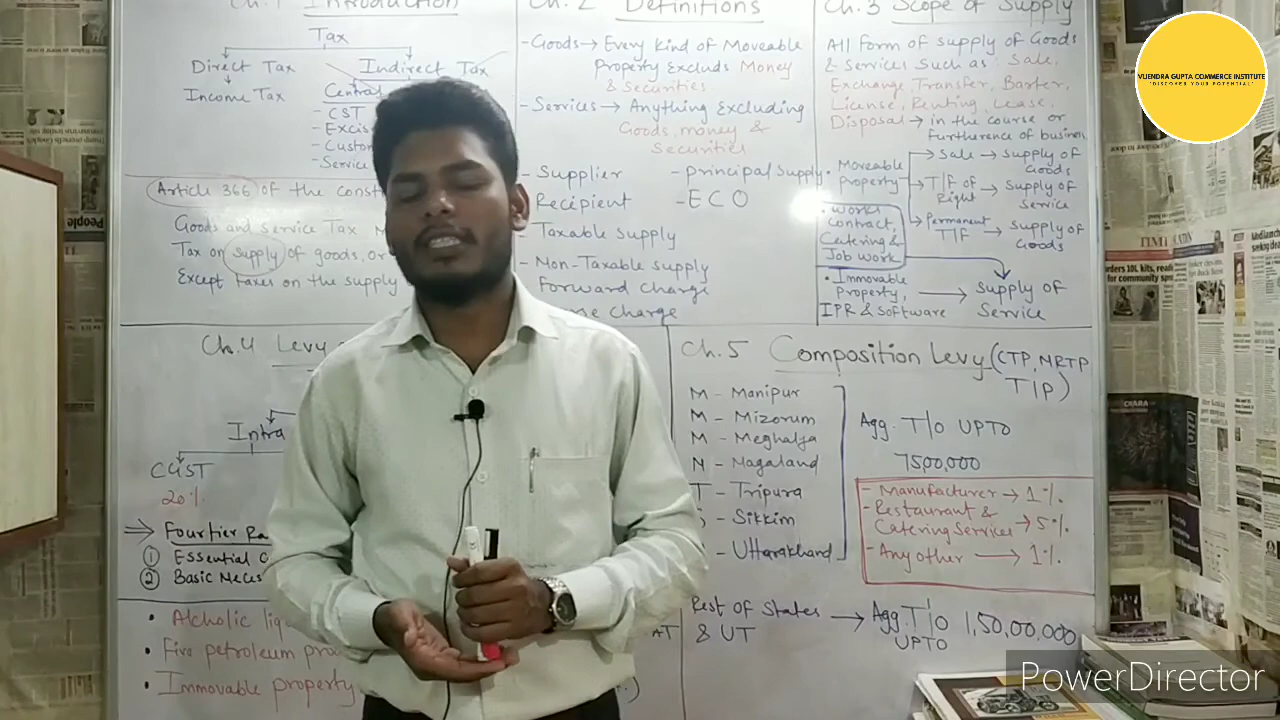 Ch.1 Introduction
Tax
Direct Tax
Indirect Tax
Income Tax
Central
CST
- Excis
- Custom
- Service
Article 366 of the const
Goods and Service Tax
Tax on supply of goods, or
Except taxes on the supply
Ch.2 Definitions
- Goods → Every Kind of Moveable
Property Excluds Money
& Securities
- Services → Anything Excluding
Goods, money &
Securities
- Supplier
Recipient
- Taxable supply
- Non-Taxable supply
Forward charge
charge
- principal supply
- E C O
Ch.3 Scope of Supply
All form of supply of Goods
& Services such as Sale,
Exchange, Transfer, Barter,
License, Renting, Lease,
Disposal → in the course or
furtherence of business
• Moveable
property
→ Sale → Supply of
Goods
→ T/F of
Right → Supply of
Service
→ Permanent
T/F → Supply of
Goods
• Works
contract,
Catering &
Job work
• Immovable
Property,
IPR & Software → Supply of
Service
Ch.4 Levy
Intra
CGST
20%
⇒ Fourtier Ra
① Essential C
② Basic Neces
• Alcholic liq
• Five petroleum pro
• Immovable property
Ch.5 Composition Levy (CTP, NRTP
TIP)
M - Manipur
M - Mizorum
M - Meghalya
N - Nagaland
T - Tripura
- Sikkim
- Uttarakhand
Agg. T/o UPTO
75,00,000
- Manufacturer → 1%
- Restaurant &
Catering Services → 5%
- Any other → 1%
Rest of States
& UT → Agg T/o
UPTO 1,50,00,000
VIJENDRA GUPTA COMMERCE INSTITUTE
"DISCOVER YOUR POTENTIAL"
PowerDirector